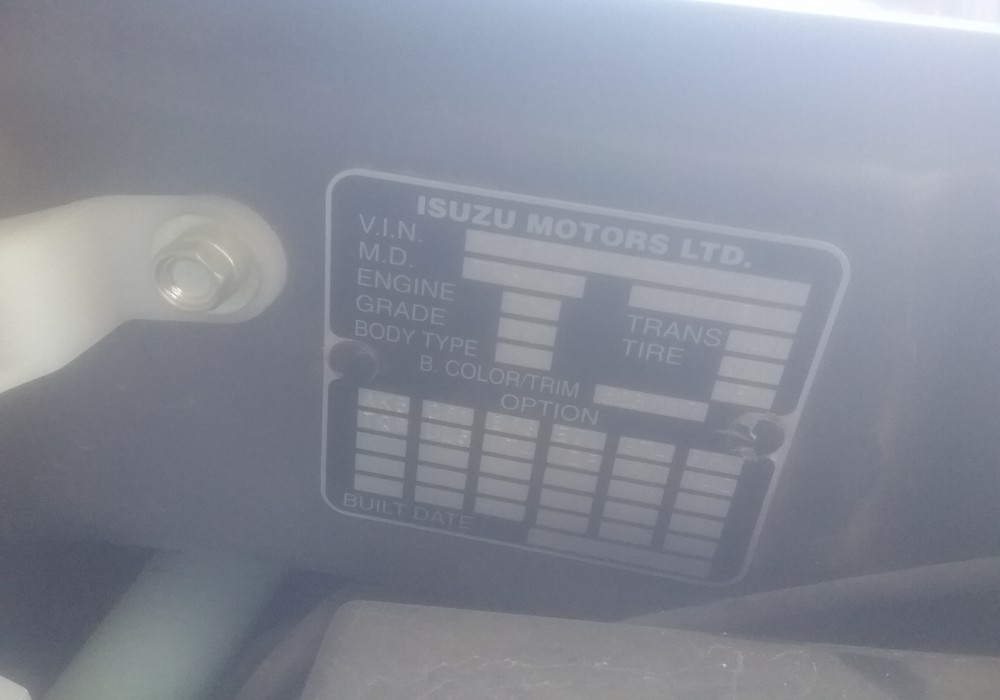 ISUZU MOTORS LTD.
V.I.N.
M.D.
ENGINE
TRANS
GRADE
TIRE
BODY TYPE
B. COLOR/TRIM
OPTION
BUILT DATE